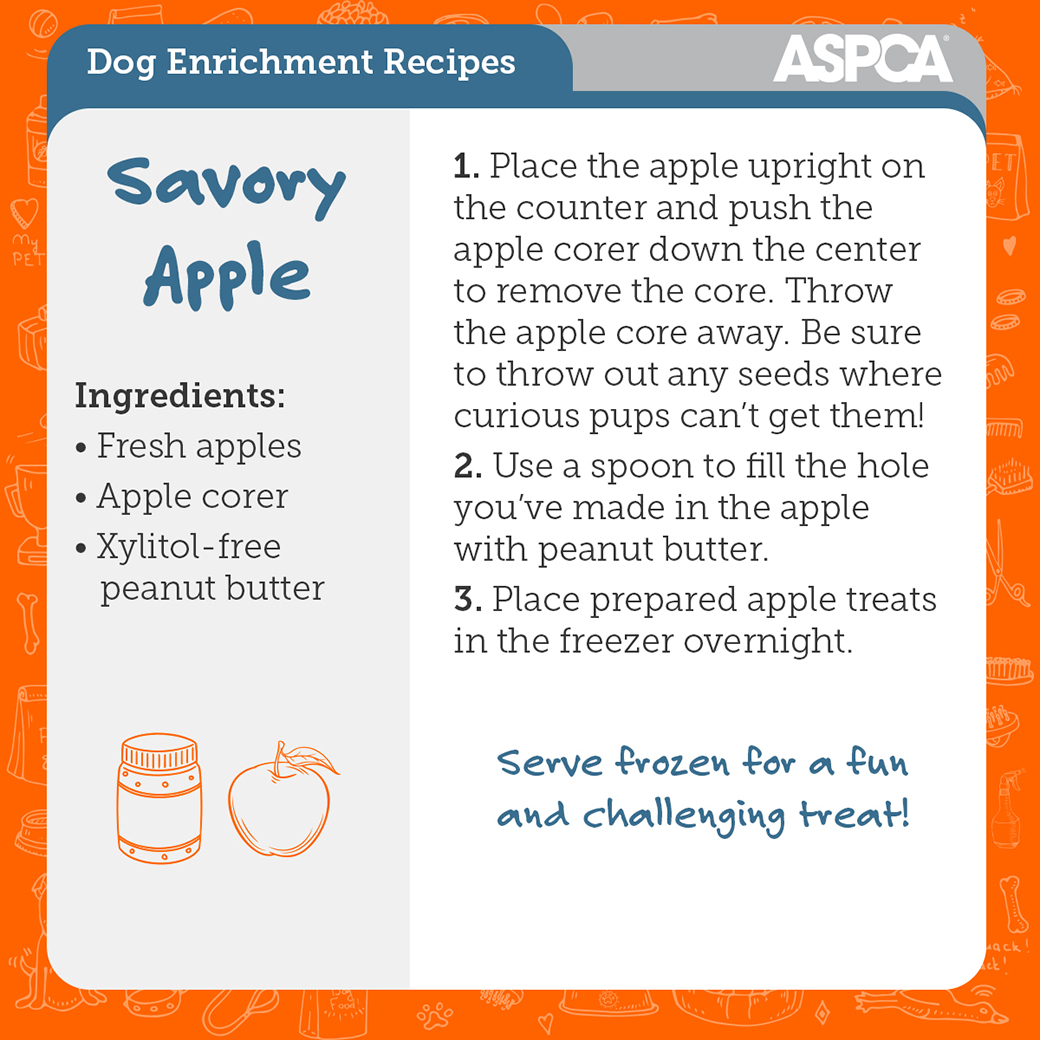 Dog Enrichment Recipes
ASPCA®
Savory
Apple
Ingredients:
• Fresh apples
• Apple corer
• Xylitol-free
peanut butter
1. Place the apple upright on
the counter and push the
apple corer down the center
to remove the core. Throw
the apple core away. Be sure
to throw out any seeds where
curious pups can't get them!
2. Use a spoon to fill the hole
you've made in the apple
with peanut butter.
3. Place prepared apple treats
in the freezer overnight.
Serve frozen for a fun
and challenging treat!
my
PET
PET
Food